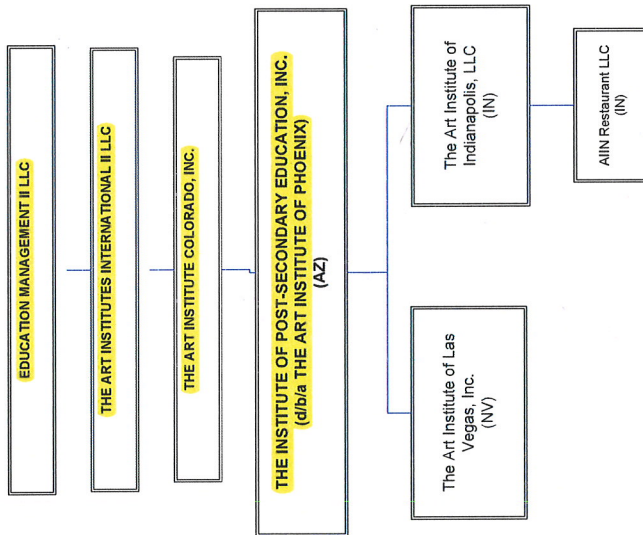 EDUCATION MANAGEMENT II LLC
THE ART INSTITUTES INTERNATIONAL II LLC
THE ART INSTITUTE COLORADO, INC.
THE INSTITUTE OF POST-SECONDARY EDUCATION, INC.
(d/b/a THE ART INSTITUTE OF PHOENIX)
(AZ)
The Art Institute of Las
Vegas, Inc.
(NV)
The Art Institute of
Indianapolis, LLC
(IN)
AIIN Restaurant LLC
(IN)